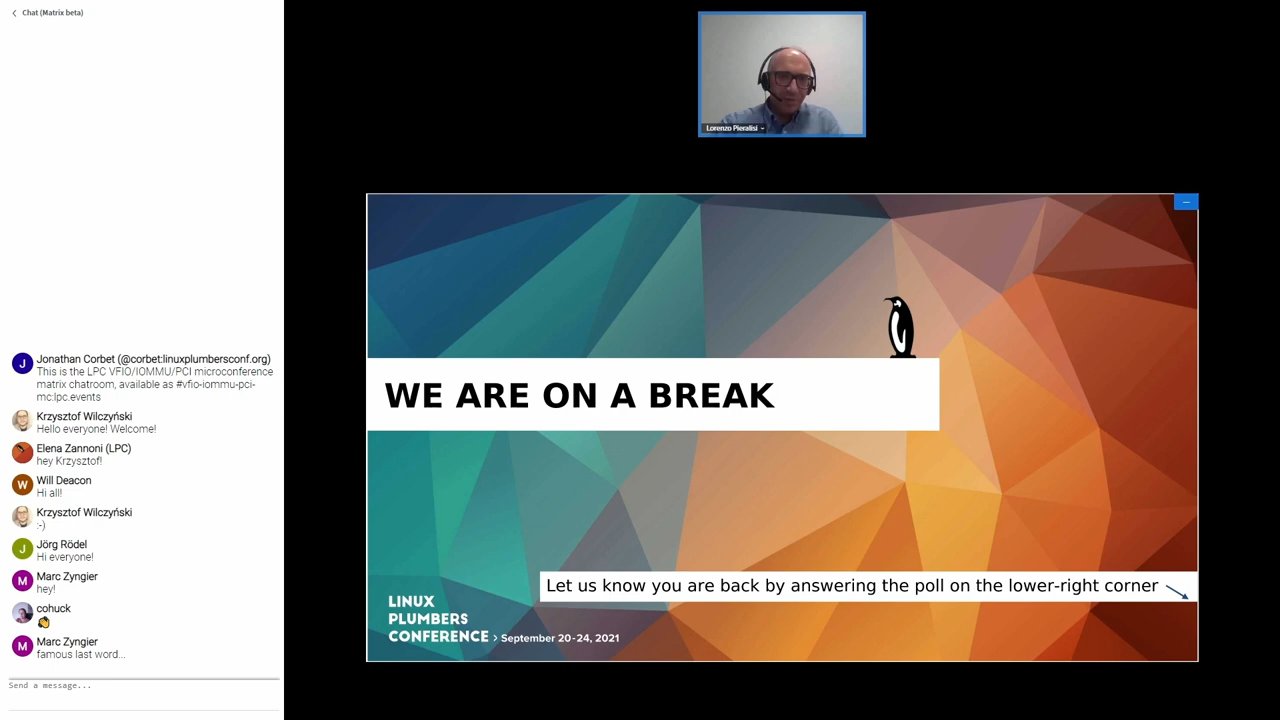 Chat (Matrix beta)
Jonathan Corbet (@corbet:linuxplumbersconf.org)
This is the LPC VFIO/IOMMU/PCI microconference
matrix chatroom, available as #vfio-iommu-pci-
mc:lpc.events
Krzysztof Wilczyński
Hello everyone! Welcome!
Elena Zannoni (LPC)
hey Krzysztof!
W
Will Deacon
Hi all!
Krzysztof Wilczyński
:-)
J
Jörg Rödel
Hi everyone!
M
Marc Zyngier
hey!
cohuck
M
Marc Zyngier
famous last word...
Send a message...
J
Lorenzo Pieralisi
WE ARE ON A BREAK
Let us know you are back by answering the poll on the lower-right corner
LINUX
PLUMBERS
CONFERENCE > September 20-24, 2021